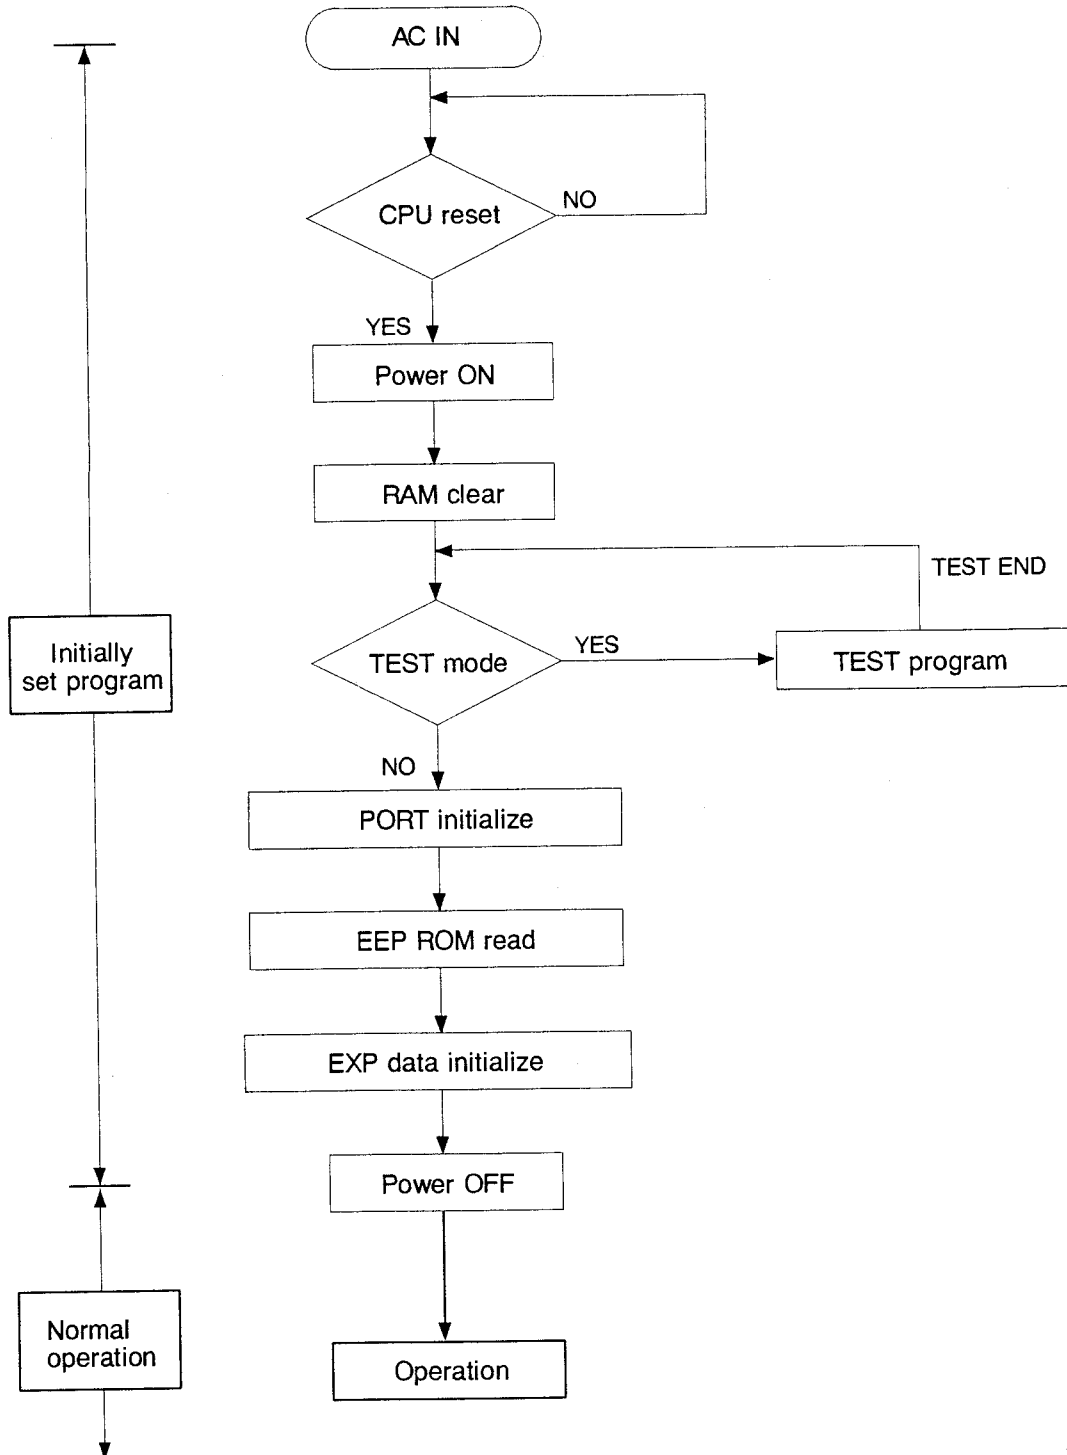 AC IN
CPU reset
NO
YES
Power ON
RAM clear
TEST END
Initially
set program
TEST mode
YES
TEST program
NO
PORT initialize
EEP ROM read
EXP data initialize
Power OFF
Normal
operation
Operation